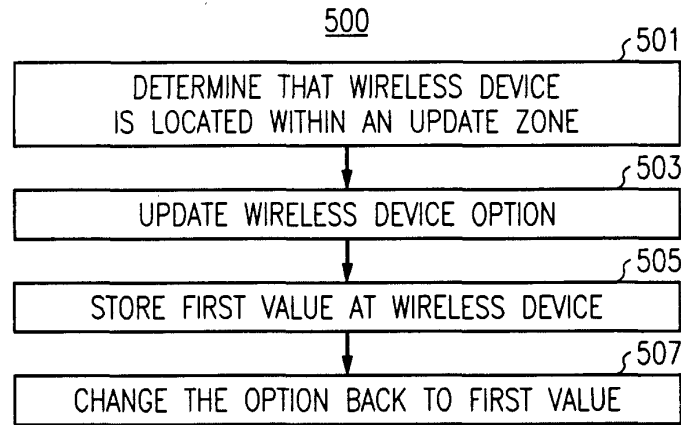 500
501
DETERMINE THAT WIRELESS DEVICE
IS LOCATED WITHIN AN UPDATE ZONE
503
UPDATE WIRELESS DEVICE OPTION
505
STORE FIRST VALUE AT WIRELESS DEVICE
507
CHANGE THE OPTION BACK TO FIRST VALUE